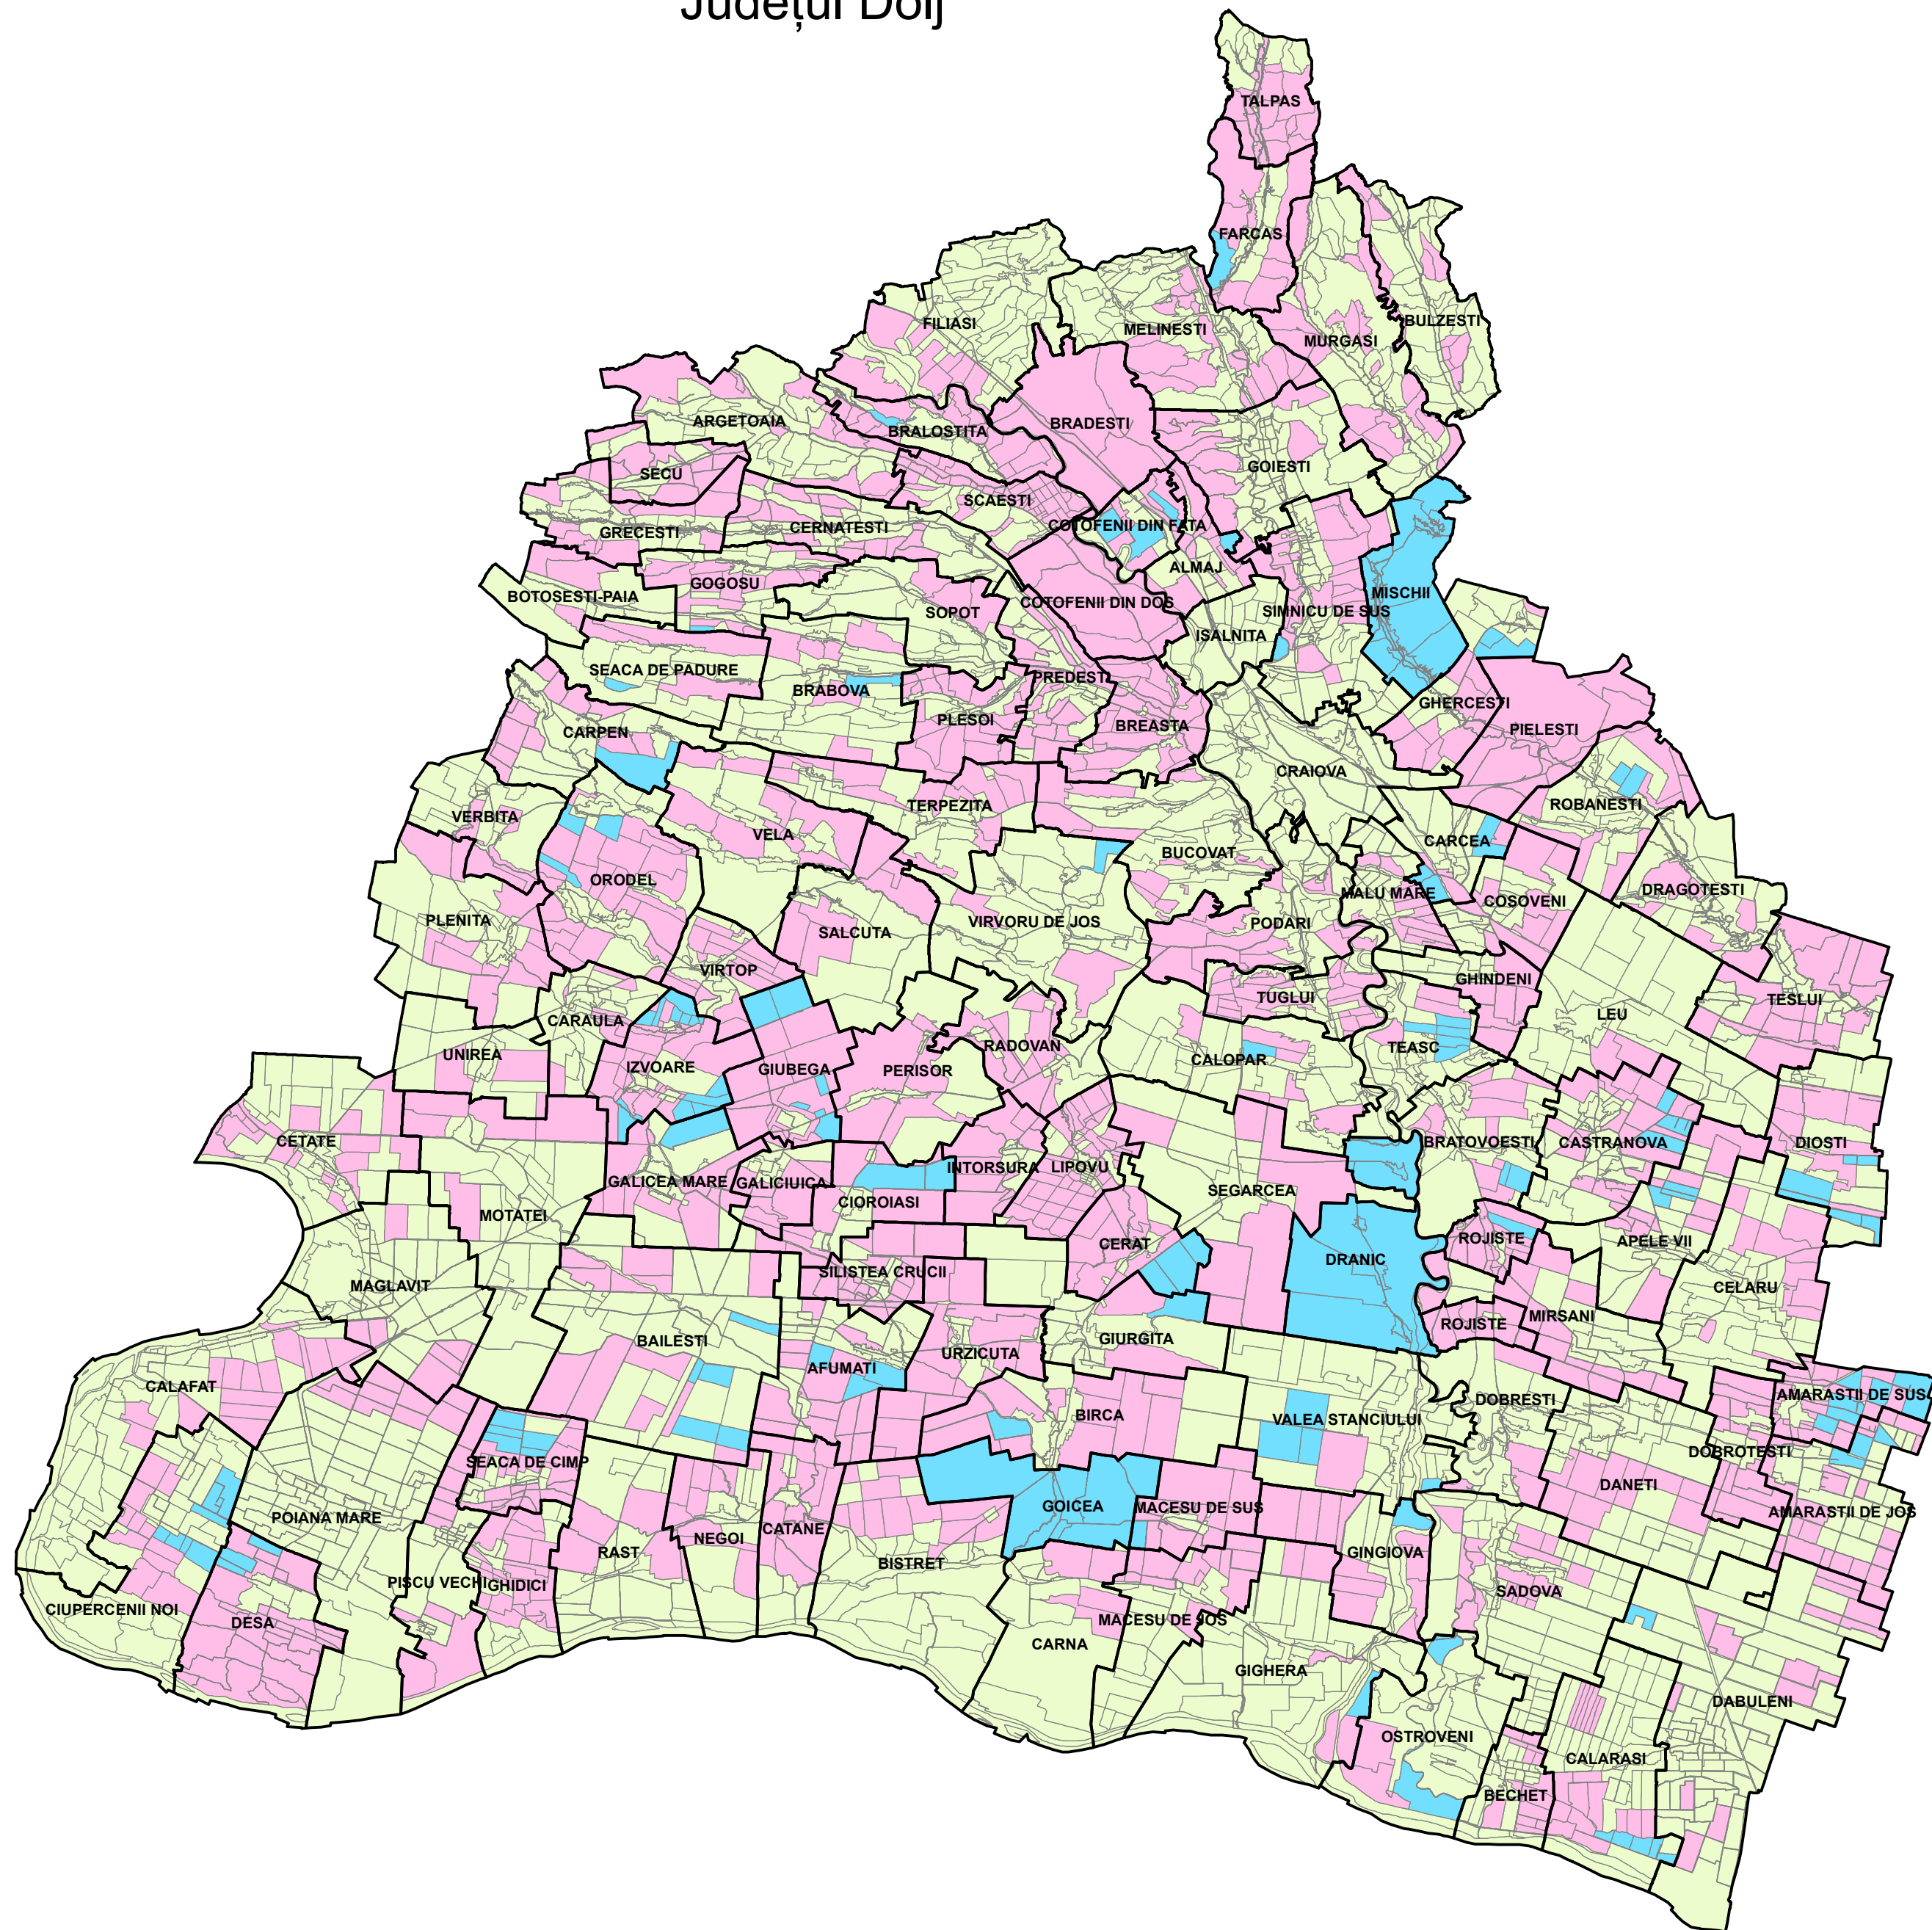 Județul Dolj
TALPAS
FARCAS
FILIASI
MELINESTI
BULZESTI
MURGASI
ARGETOAIA
BRALOSTITA
BRADESTI
GOIESTI
SECU
SCAESTI
COTOFENII DIN FATA
GRECESTI
CERNATESTI
ALMAJ
GOGOSU
BOTOSESTI-PAIA
MISCHII
COTOFENII DIN DOS
SOPOT
SIMNICU DE SUS
ISALNITA
SEACA DE PADURE
PREDESTI
BRABOVA
GHERCESTI
PLESOI
BREASTA
PIELESTI
CARPEN
CRAIOVA
TERPEZITA
ROBANESTI
VERBITA
VELA
CARCEA
BUCOVAT
ORODEL
MALU MARE
DRAGOTESTI
COSOVENI
PLENITA
VIRVORU DE JOS
PODARI
SALCUTA
VIRTOP
GHINDENI
TUGLUI
TESLUI
LEU
CARAULA
RADOVAN
TEASC
UNIREA
CALOPAR
IZVOARE
GIUBEGA
PERISOR
CETATE
BRATOVOESTI
CASTRANOVA
DIOSTI
INTORSURA
LIPOVU
GALICEA MARE
GALICIUICA
SEGARCEA
CIOROIASI
MOTATEI
ROJISTE
APELE VII
CERAT
DRANIC
SILISTEA CRUCII
MAGLAVIT
CELARU
MIRSANI
ROJISTE
GIURGITA
BAILESTI
URZICUTA
AFUMATI
CALAFAT
AMARASTII DE SUS
DOBRESTI
BIRCA
VALEA STANCIULUI
DOBROTESTI
SEACA DE CIMP
DANETI
GOICEA
MACESU DE SUS
AMARASTII DE JOS
POIANA MARE
CATANE
NEGOI
RAST
GINGIOVA
BISTRET
PISCU VECHI
GHIDICI
SADOVA
CIUPERCENII NOI
DESA
MACESU DE JOS
CARNA
GIGHERA
DABULENI
OSTROVENI
CALARASI
BECHET